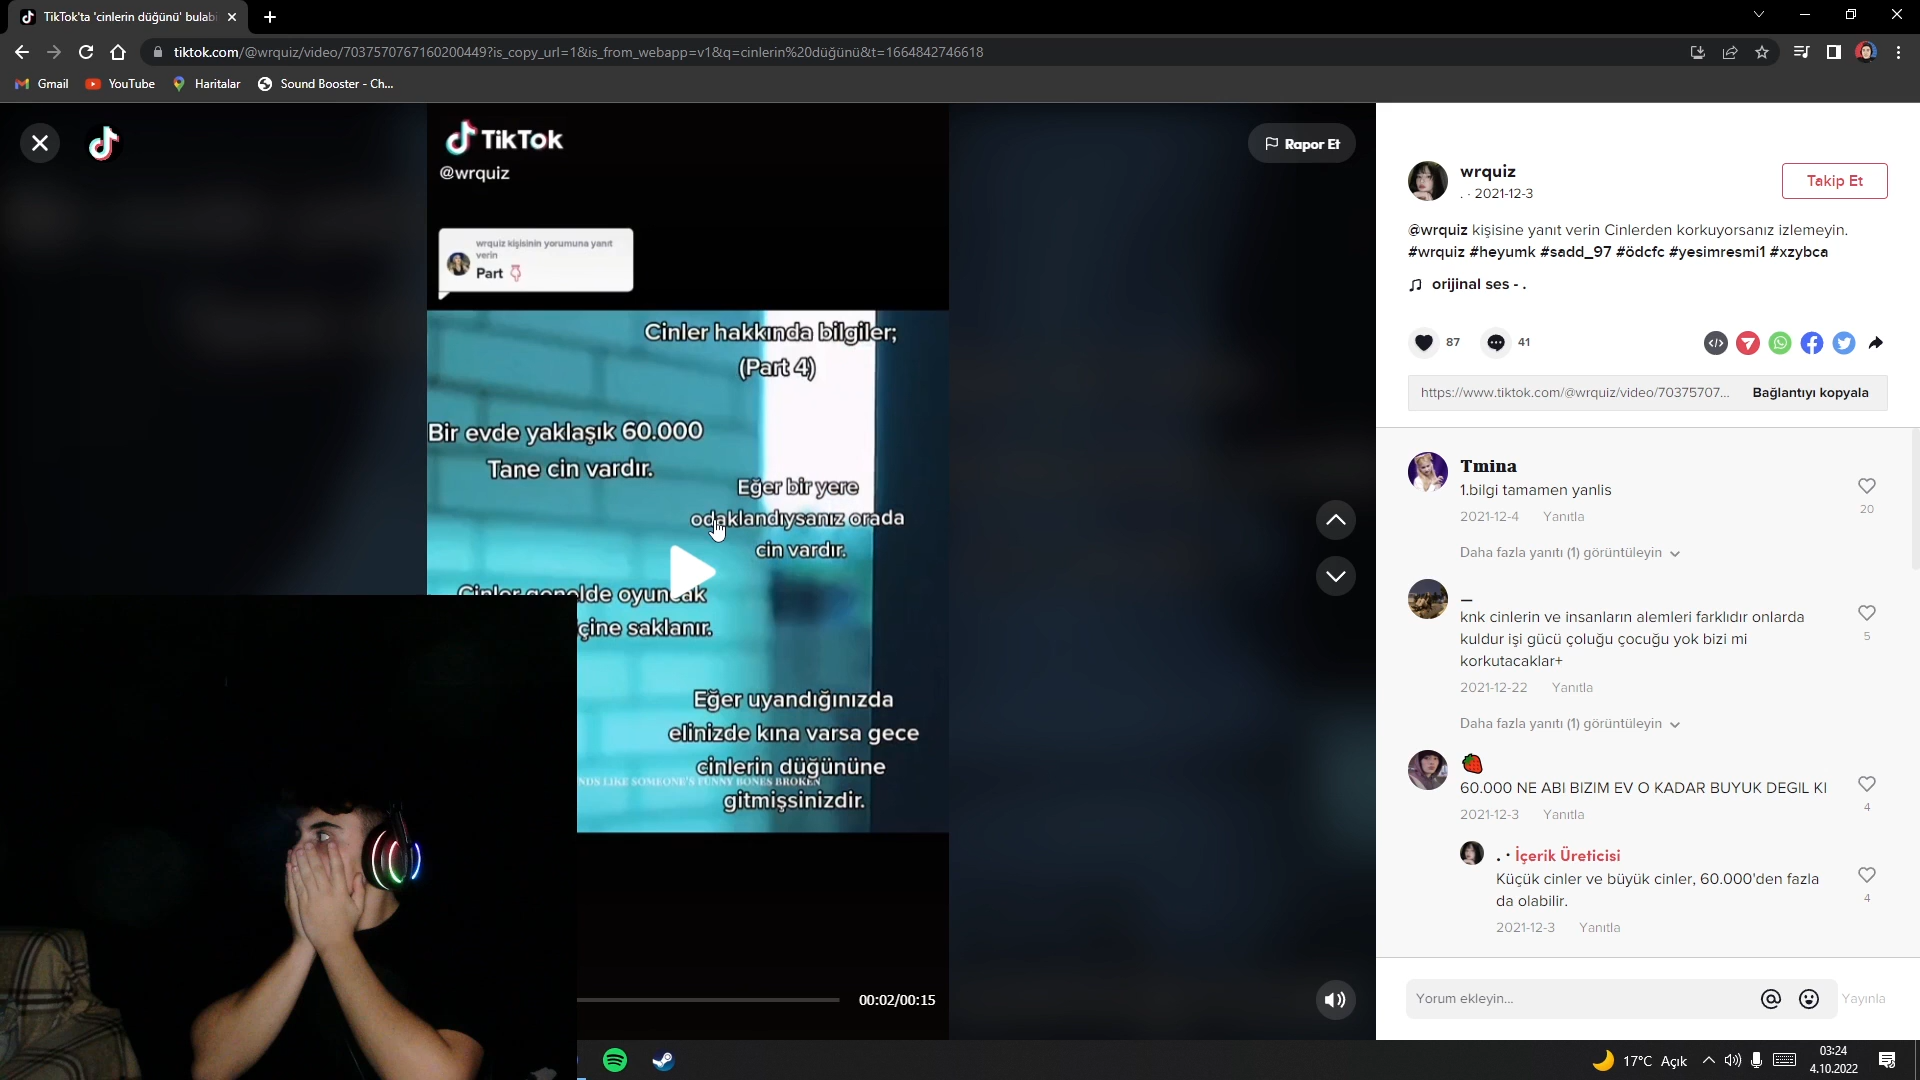 TikTok'ta 'cinlerin düğünü' bulabi
tiktok.com/@wrquiz/video/7037570767160200449?is_copy_url=1&is_from_webapp=v1&q=cinlerin%20düğünü&t=1664842746618
Gmail
YouTube
Haritalar
Sound Booster - Ch...
TikTok
@wrquiz
Rapor Et
wrquiz kişisinin yorumuna yanıt
verin
Part
Cinler hakkında bilgiler;
(Part 4)
Bir evde yaklaşık 60.000
Tane cin vardır.
Eğer bir yere
odaklandıysanız orada
cin vardır.
Cinler genelde oyuncak
çine saklanır.
Eğer uyandığınızda
elinizde kına varsa gece
cinlerin düğününe
NDS LIKE SOMEONE'S FUNNY BONES BROKEN
gitmişsinizdir.
00:02/00:15
wrquiz
. · 2021-12-3
Takip Et
@wrquiz kişisine yanıt verin Cinlerden korkuyorsanız izlemeyin.
#wrquiz #heyumk #sadd_97 #ödcfc #yesimresmi1 #xzybca
orijinal ses - .
87
41
https://www.tiktok.com/@wrquiz/video/70375707...
Bağlantıyı kopyala
Tmina
1.bilgi tamamen yanlis
20
2021-12-4 Yanıtla
Daha fazla yanıtı (1) görüntüleyin
_
knk cinlerin ve insanların alemleri farklıdır onlarda
kuldur işi gücü çoluğu çocuğu yok bizi mi
korkutacaklar+
5
2021-12-22 Yanıtla
Daha fazla yanıtı (1) görüntüleyin
🍓
60.000 NE ABI BIZIM EV O KADAR BUYUK DEGIL KI
4
2021-12-3 Yanıtla
. · İçerik Üreticisi
Küçük cinler ve büyük cinler, 60.000'den fazla
da olabilir.
4
2021-12-3 Yanıtla
Yorum ekleyin...
Yayınla
17°C Açık
03:24
4.10.2022